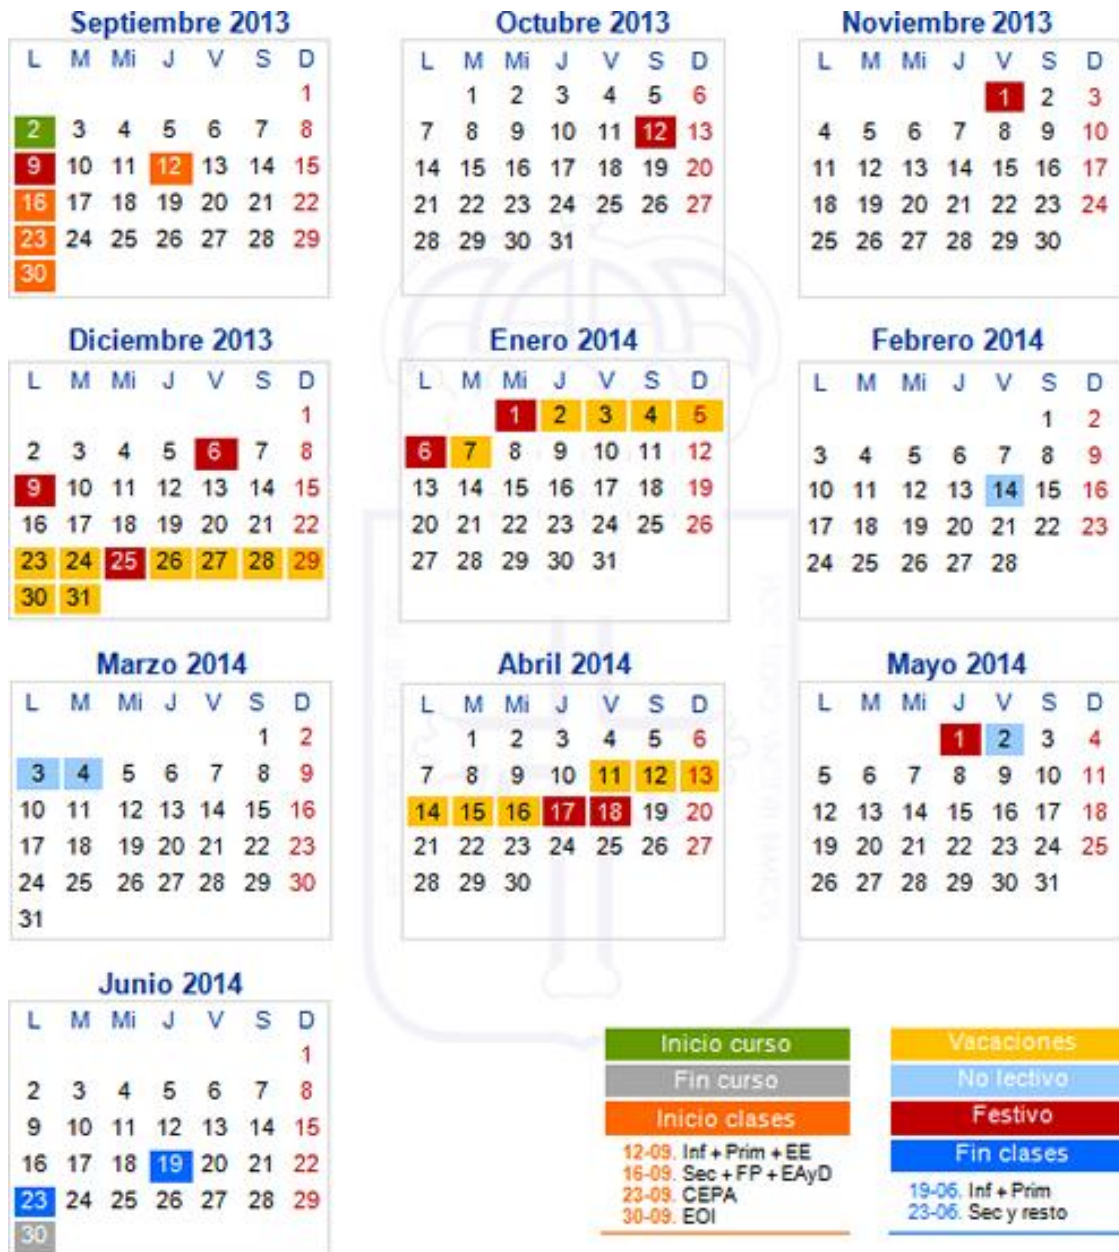 Septiembre 2013
L M Mi J V S D
1
2 3 4 5 6 7 8
9 10 11 12 13 14 15
16 17 18 19 20 21 22
23 24 25 26 27 28 29
30
Octubre 2013
L M Mi J V S D
1 2 3 4 5 6
7 8 9 10 11 12 13
14 15 16 17 18 19 20
21 22 23 24 25 26 27
28 29 30 31
Noviembre 2013
L M Mi J V S D
1 2 3
4 5 6 7 8 9 10
11 12 13 14 15 16 17
18 19 20 21 22 23 24
25 26 27 28 29 30
Diciembre 2013
L M Mi J V S D
1
2 3 4 5 6 7 8
9 10 11 12 13 14 15
16 17 18 19 20 21 22
23 24 25 26 27 28 29
30 31
Enero 2014
L M Mi J V S D
1 2 3 4 5
6 7 8 9 10 11 12
13 14 15 16 17 18 19
20 21 22 23 24 25 26
27 28 29 30 31
Febrero 2014
L M Mi J V S D
1 2
3 4 5 6 7 8 9
10 11 12 13 14 15 16
17 18 19 20 21 22 23
24 25 26 27 28
Marzo 2014
L M Mi J V S D
1 2
3 4 5 6 7 8 9
10 11 12 13 14 15 16
17 18 19 20 21 22 23
24 25 26 27 28 29 30
31
Abril 2014
L M Mi J V S D
1 2 3 4 5 6
7 8 9 10 11 12 13
14 15 16 17 18 19 20
21 22 23 24 25 26 27
28 29 30
Mayo 2014
L M Mi J V S D
1 2 3 4
5 6 7 8 9 10 11
12 13 14 15 16 17 18
19 20 21 22 23 24 25
26 27 28 29 30 31
Junio 2014
L M Mi J V S D
1
2 3 4 5 6 7 8
9 10 11 12 13 14 15
16 17 18 19 20 21 22
23 24 25 26 27 28 29
30
Inicio curso
Fin curso
Inicio clases
12-09. Inf + Prim + EE
16-09. Sec + FP + EAyD
23-09. CEPA
30-09. EOI
Vacaciones
No lectivo
Festivo
Fin clases
19-06. Inf + Prim
23-06. Sec y resto